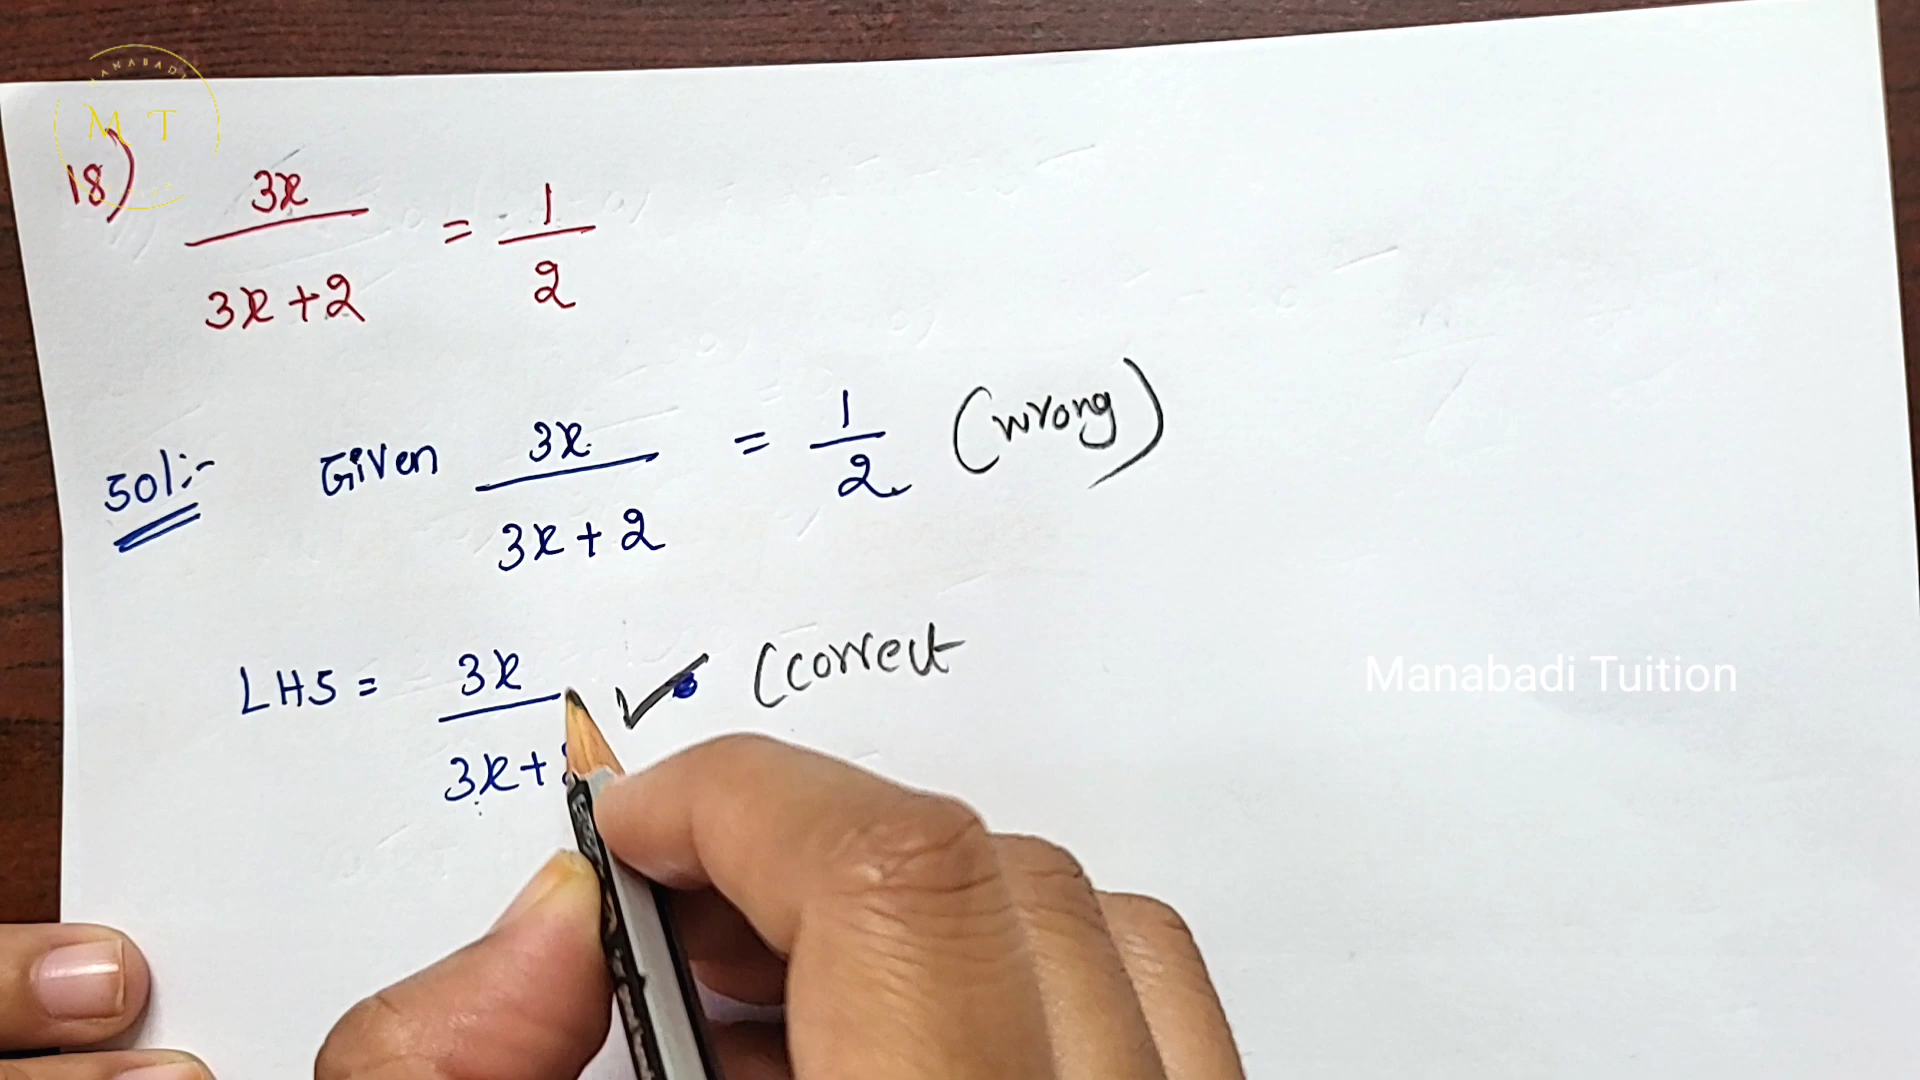 MANABADI
M T
18) 3x / 3x+2 = 1/2
Sol:- Given 3x / 3x+2 = 1/2 (wrong)
LHS = 3x / 3x+ ✓ (correct
Manabadi Tuition